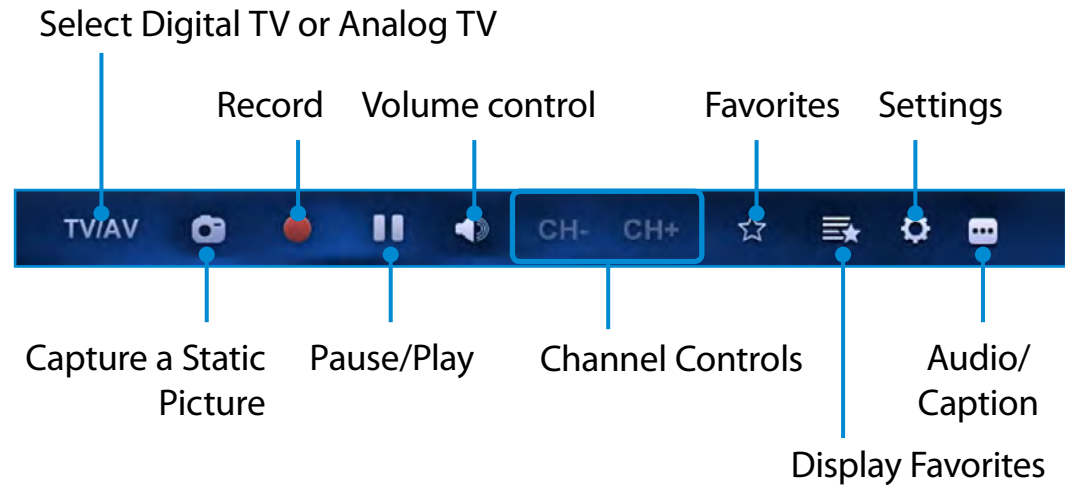 Select Digital TV or Analog TV
Record Volume control Favorites Settings
TV/AV CH- CH+
Capture a Static
Picture
Pause/Play
Channel Controls
Audio/
Caption
Display Favorites